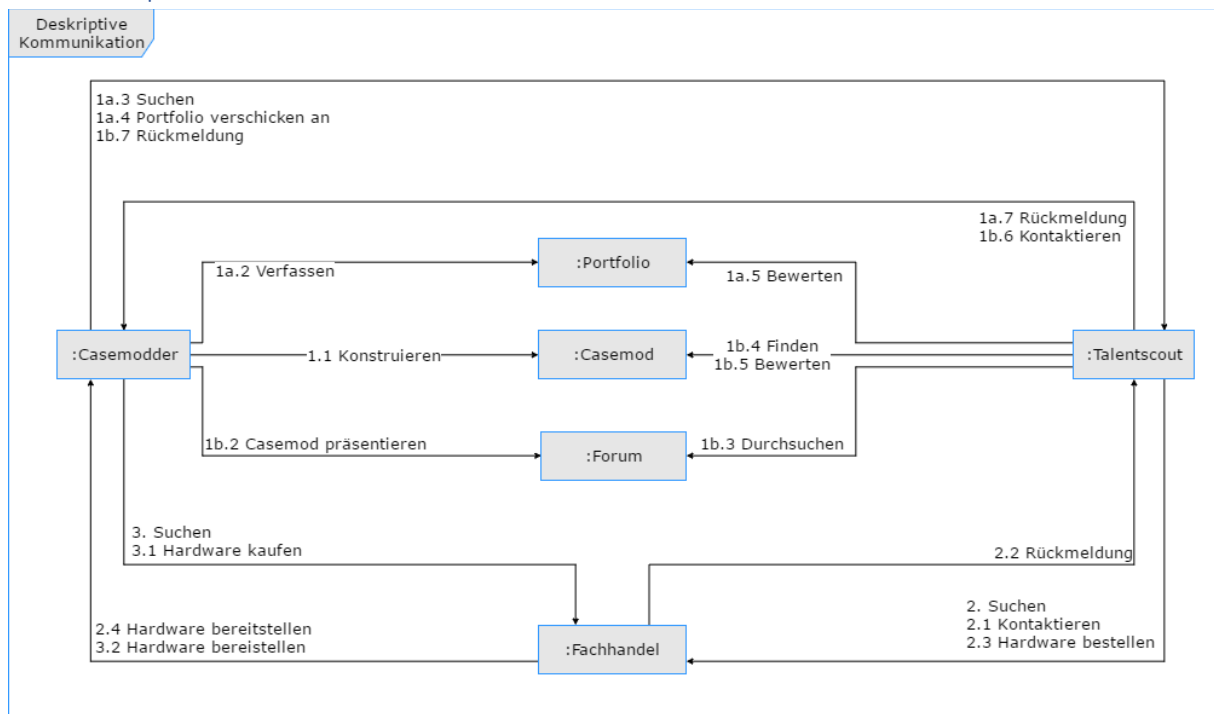 Deskriptive
Kommunikation
1a.3 Suchen
1a.4 Portfolio verschicken an
1b.7 Rückmeldung
1a.7 Rückmeldung
1b.6 Kontaktieren
:Portfolio
1a.2 Verfassen
1a.5 Bewerten
:Casemodder
1.1 Konstruieren
:Casemod
1b.4 Finden
1b.5 Bewerten
:Talentscout
1b.2 Casemod präsentieren
:Forum
1b.3 Durchsuchen
3. Suchen
3.1 Hardware kaufen
2.2 Rückmeldung
2.4 Hardware bereitstellen
3.2 Hardware bereistellen
:Fachhandel
2. Suchen
2.1 Kontaktieren
2.3 Hardware bestellen